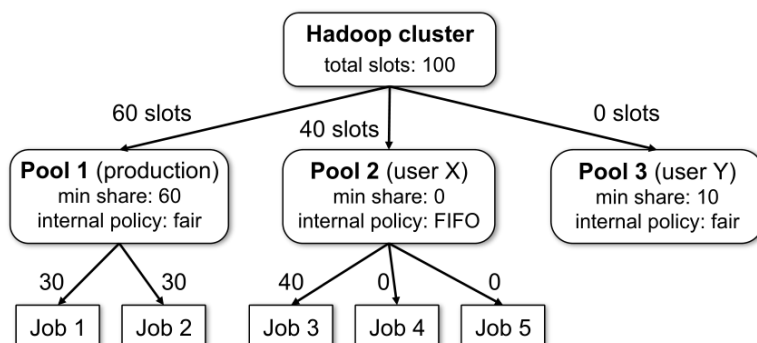 Hadoop cluster
total slots: 100
60 slots
40 slots
0 slots
Pool 1 (production)
min share: 60
internal policy: fair
Pool 2 (user X)
min share: 0
internal policy: FIFO
Pool 3 (user Y)
min share: 10
internal policy: fair
30
30
40
0
0
Job 1
Job 2
Job 3
Job 4
Job 5